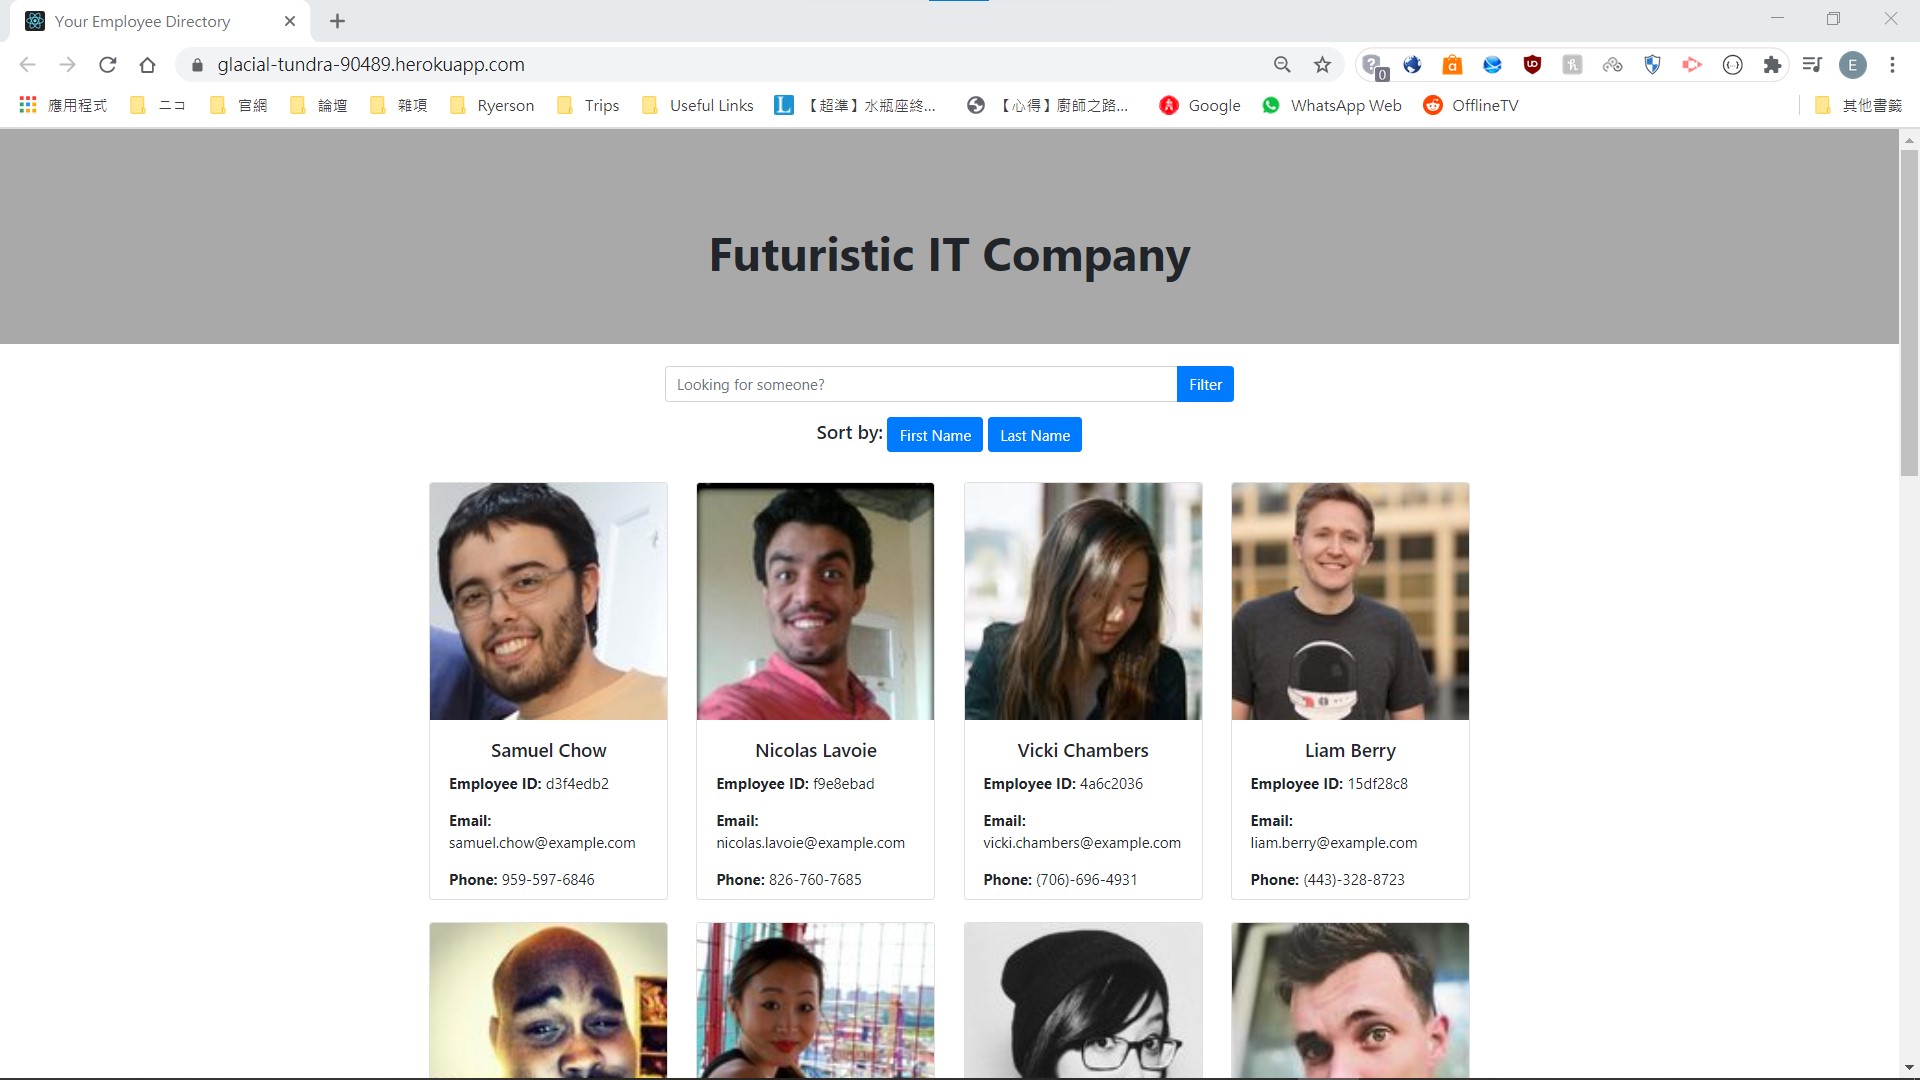 Your Employee Directory
glacial-tundra-90489.herokuapp.com
0
E
應用程式 ニコ 官網 論壇 雜項 Ryerson Trips Useful Links 【超準】水瓶座終... 【心得】廚師之路... Google WhatsApp Web OfflineTV 其他書籤
Futuristic IT Company
Looking for someone? Filter
Sort by: First Name Last Name
Samuel Chow
Employee ID: d3f4edb2
Email:
samuel.chow@example.com
Phone: 959-597-6846
Nicolas Lavoie
Employee ID: f9e8ebad
Email:
nicolas.lavoie@example.com
Phone: 826-760-7685
Vicki Chambers
Employee ID: 4a6c2036
Email:
vicki.chambers@example.com
Phone: (706)-696-4931
Liam Berry
Employee ID: 15df28c8
Email:
liam.berry@example.com
Phone: (443)-328-8723